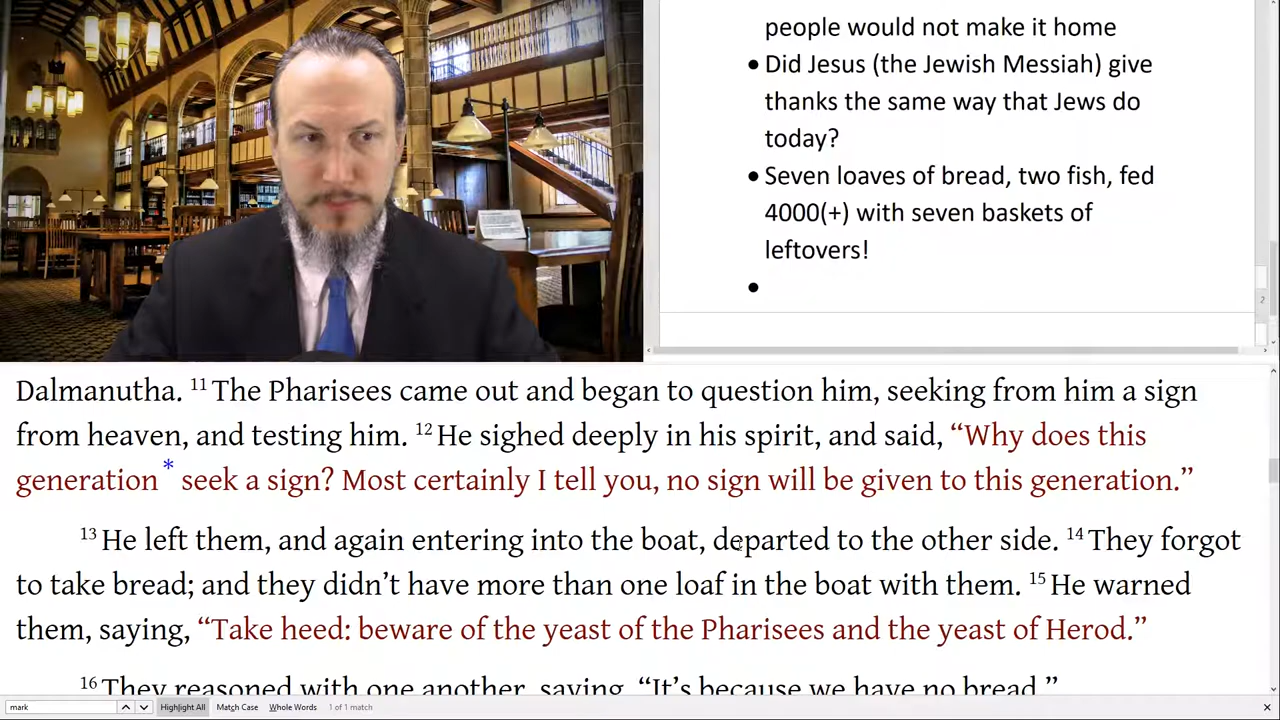 people would not make it home
• Did Jesus (the Jewish Messiah) give
thanks the same way that Jews do
today?
• Seven loaves of bread, two fish, fed
4000(+) with seven baskets of
leftovers!
•
2
Dalmanutha. 11 The Pharisees came out and began to question him, seeking from him a sign
from heaven, and testing him. 12 He sighed deeply in his spirit, and said, “Why does this
generation * seek a sign? Most certainly I tell you, no sign will be given to this generation.”
13 He left them, and again entering into the boat, departed to the other side. 14 They forgot
to take bread; and they didn’t have more than one loaf in the boat with them. 15 He warned
them, saying, “Take heed: beware of the yeast of the Pharisees and the yeast of Herod.”
16 They reasoned with one another, saying, “It’s because we have no bread.”
mark Highlight All Match Case Whole Words 1 of 1 match